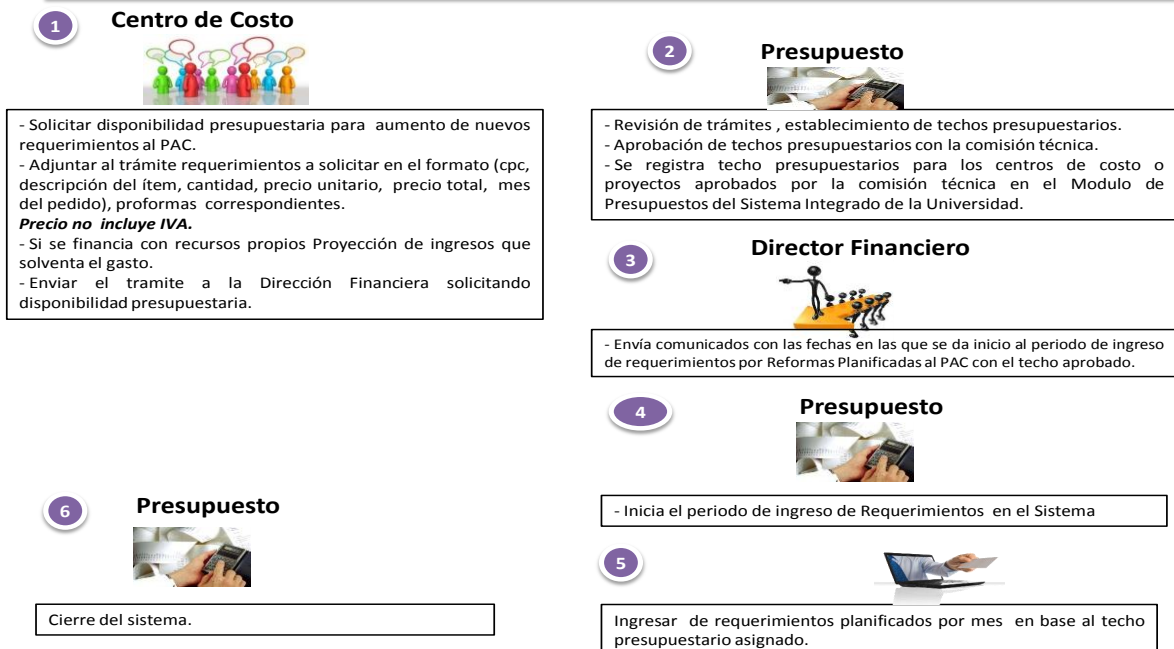 1
Centro de Costo
- Solicitar disponibilidad presupuestaria para aumento de nuevos
requerimientos al PAC.
- Adjuntar al trámite requerimientos a solicitar en el formato (cpc,
descripción del ítem, cantidad, precio unitario, precio total, mes
del pedido), proformas correspondientes.
Precio no incluye IVA.
- Si se financia con recursos propios Proyección de ingresos que
solventa el gasto.
- Enviar el tramite a la Dirección Financiera solicitando
disponibilidad presupuestaria.
2
Presupuesto
- Revisión de trámites , establecimiento de techos presupuestarios.
- Aprobación de techos presupuestarios con la comisión técnica.
- Se registra techo presupuestarios para los centros de costo o
proyectos aprobados por la comisión técnica en el Modulo de
Presupuestos del Sistema Integrado de la Universidad.
3
Director Financiero
- Envía comunicados con las fechas en las que se da inicio al periodo de ingreso
de requerimientos por Reformas Planificadas al PAC con el techo aprobado.
4
Presupuesto
- Inicia el periodo de ingreso de Requerimientos en el Sistema
5
Ingresar de requerimientos planificados por mes en base al techo
presupuestario asignado.
6
Presupuesto
Cierre del sistema.